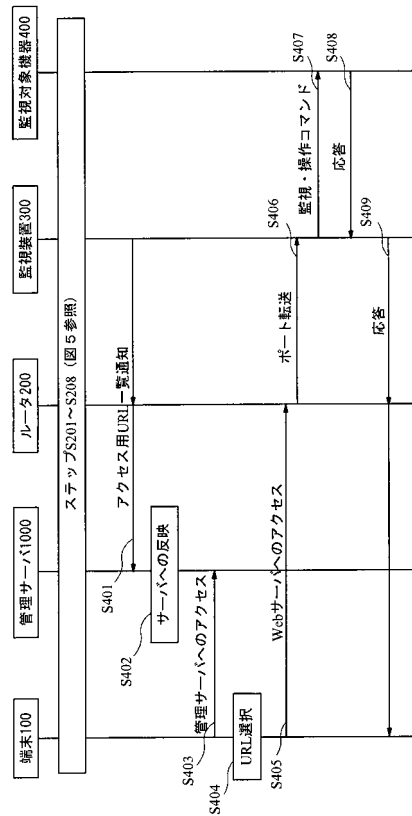 端末100
管理サーバ1000
ルータ200
監視装置300
監視対象機器400
ステップS201～S208（図５参照）
アクセス用URL一覧通知
S401
サーバへの反映
S402
管理サーバへのアクセス
S403
URL選択
S404
Webサーバへのアクセス
S405
ポート転送
S406
監視・操作コマンド
S407
応答
S408
応答
S409